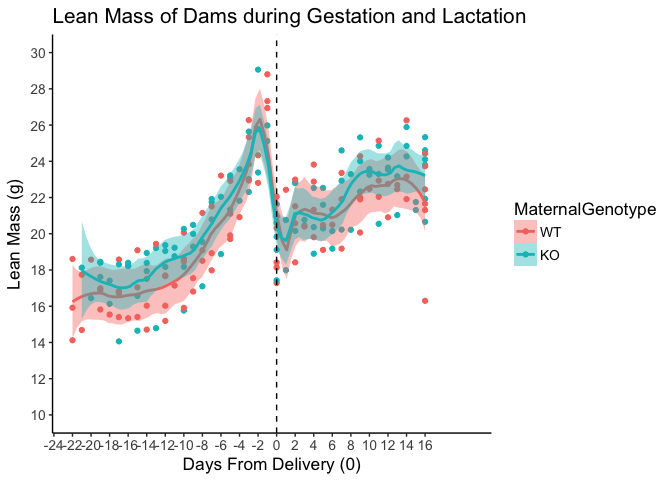 Lean Mass of Dams during Gestation and Lactation
30
28
26
24
22
20
18
16
14
12
10
Lean Mass (g)
MaternalGenotype
WT
KO
-24 -22 -20 -18 -16 -14 -12 -10 -8 -6 -4 -2 0 2 4 6 8 10 12 14 16
Days From Delivery (0)